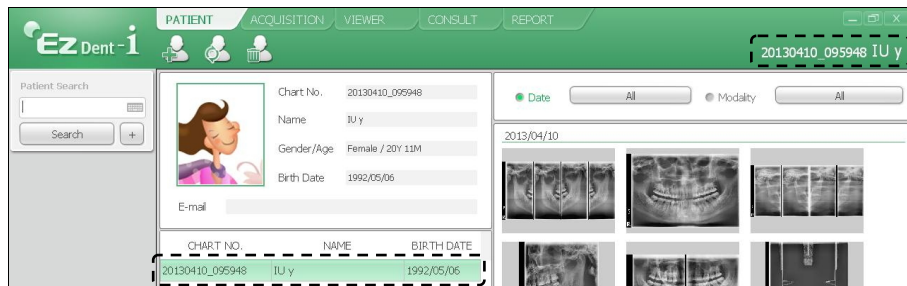 Ez Dent-i
PATIENT ACQUISITION VIEWER CONSULT REPORT
20130410_095948 IU y
Patient Search
Search +
Chart No. 20130410_095948
Name IU y
Gender/Age Female / 20Y 11M
Birth Date 1992/05/06
E-mail
CHART NO. NAME BIRTH DATE
20130410_095948 IU y 1992/05/06
Date All Modality All
2013/04/10